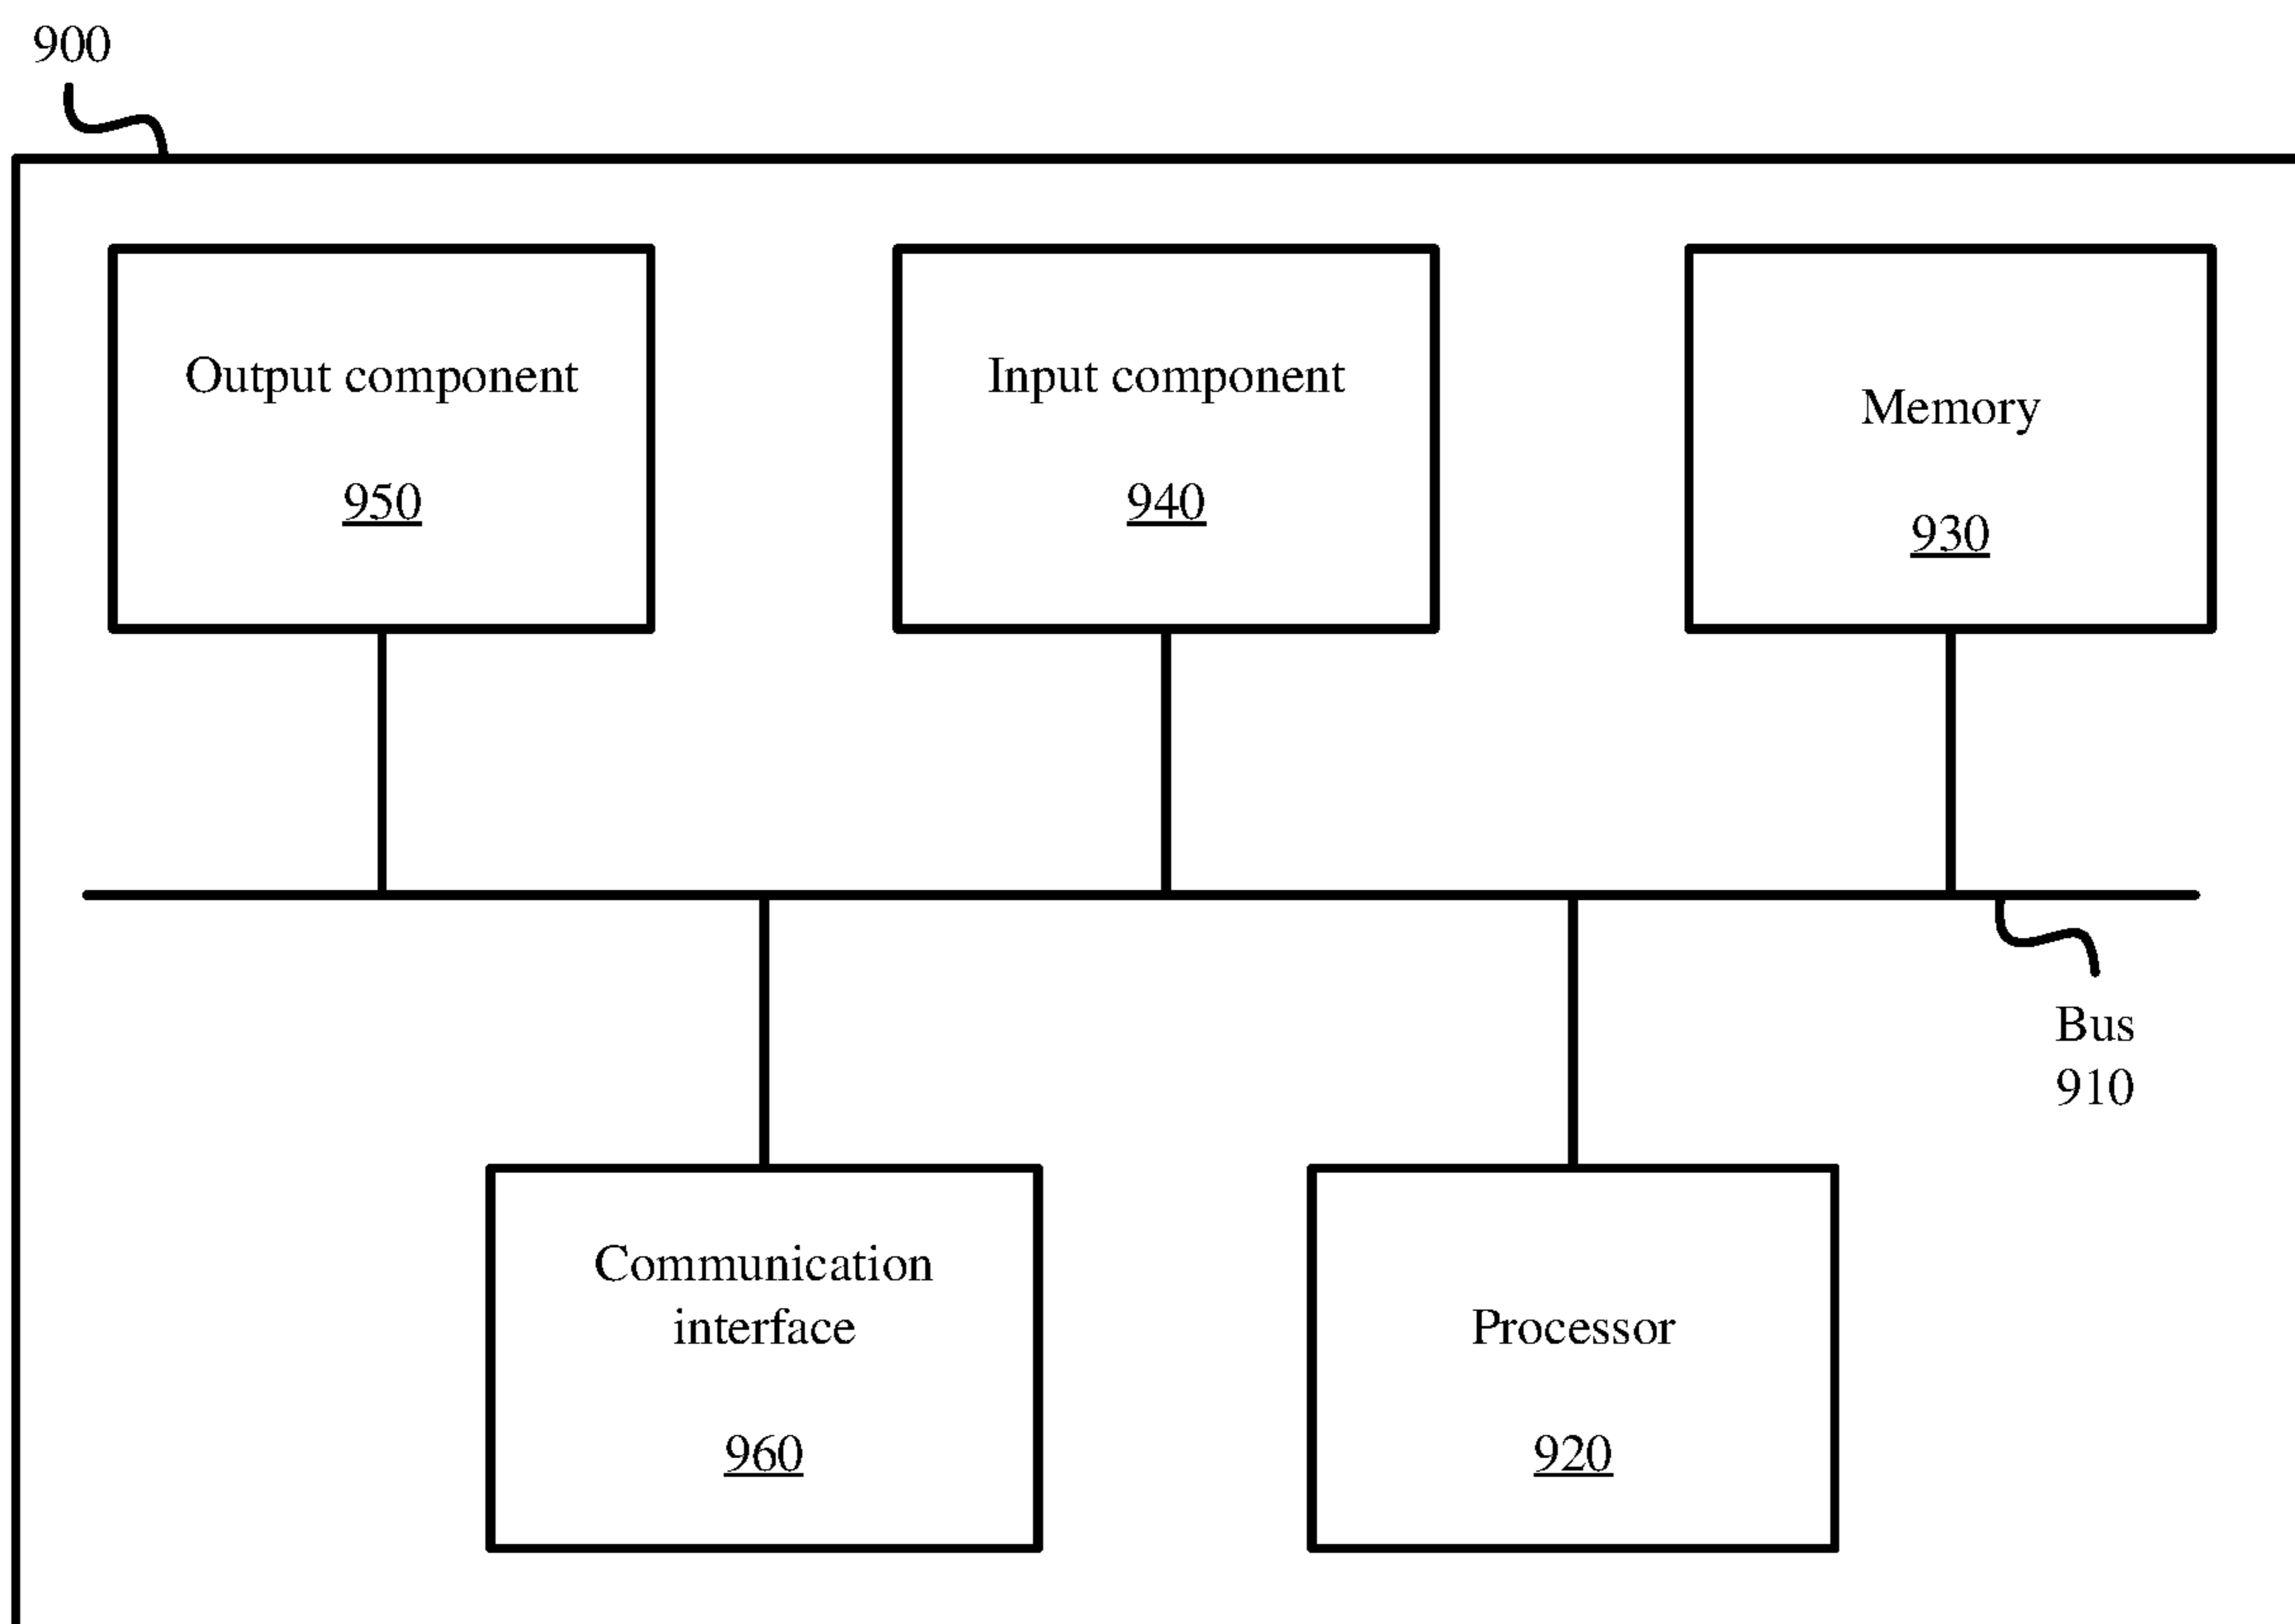 900
Output component
950
Input component
940
Memory
930
Bus
910
Communication
interface
960
Processor
920